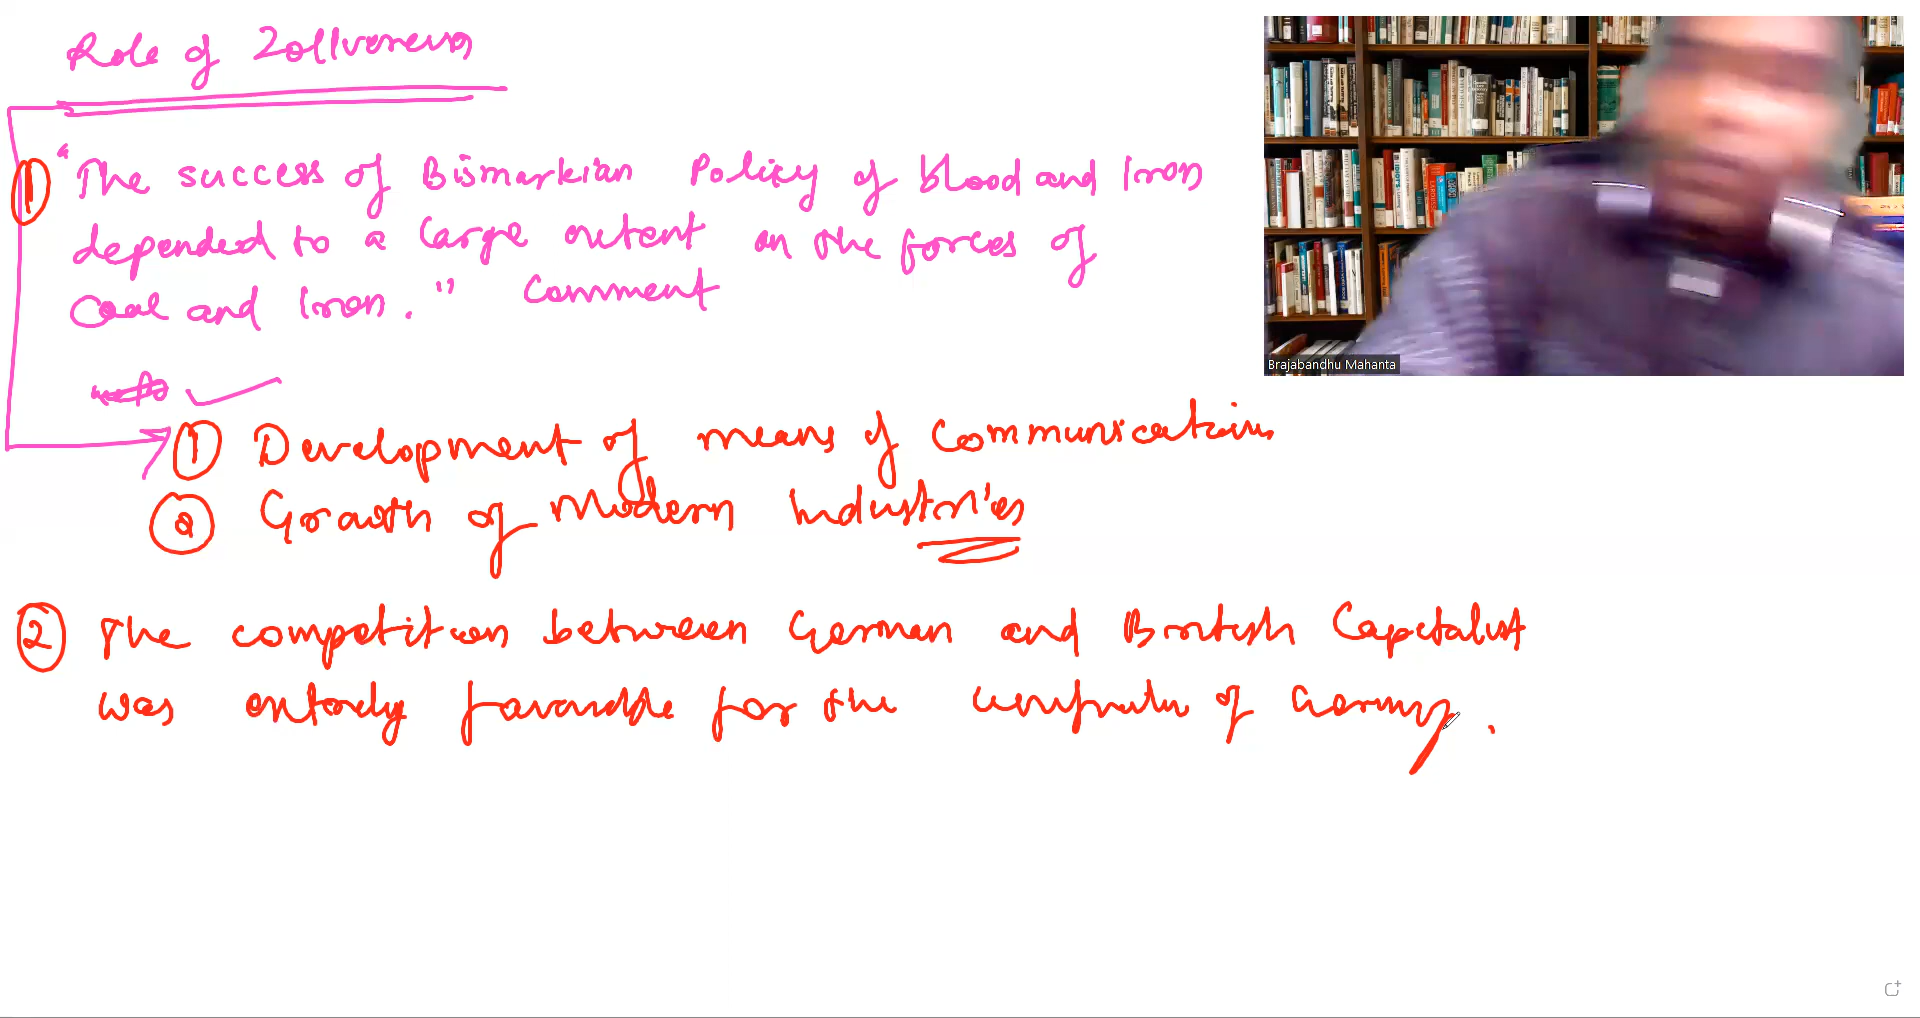 Role of Zollverein
① "The success of Bismarkian Policy of blood and Iron
depended to a large extent on the forces of
Coal and Iron." Comment
① Development of means of Communications
② Growth of Modern Industries
② The competition between German and British Capitalist
was entirely favourable for the unification of Germany.
Brajabandhu Mahanta